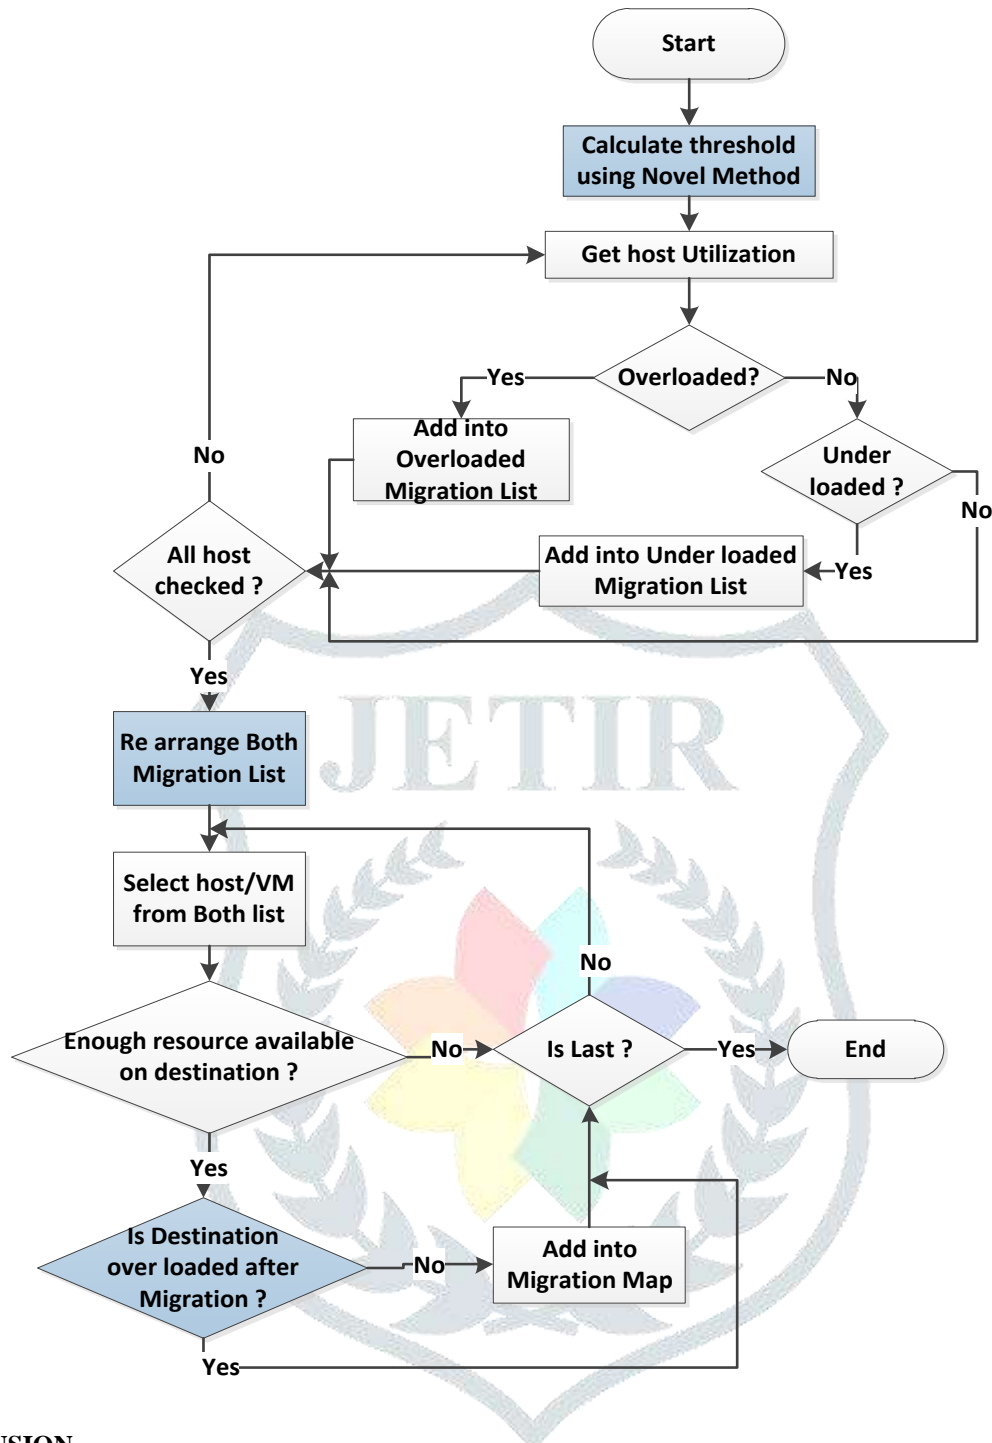 Start
Calculate threshold
using Novel Method
Get host Utilization
Overloaded?
Yes
No
Add into
Overloaded
Migration List
Under
loaded ?
No
No
Yes
Add into Under loaded
Migration List
All host
checked ?
Yes
JETIR
Re arrange Both
Migration List
Select host/VM
from Both list
No
Enough resource available
on destination ?
No
Is Last ?
Yes
End
Yes
Is Destination
over loaded after
Migration ?
No
Add into
Migration Map
Yes